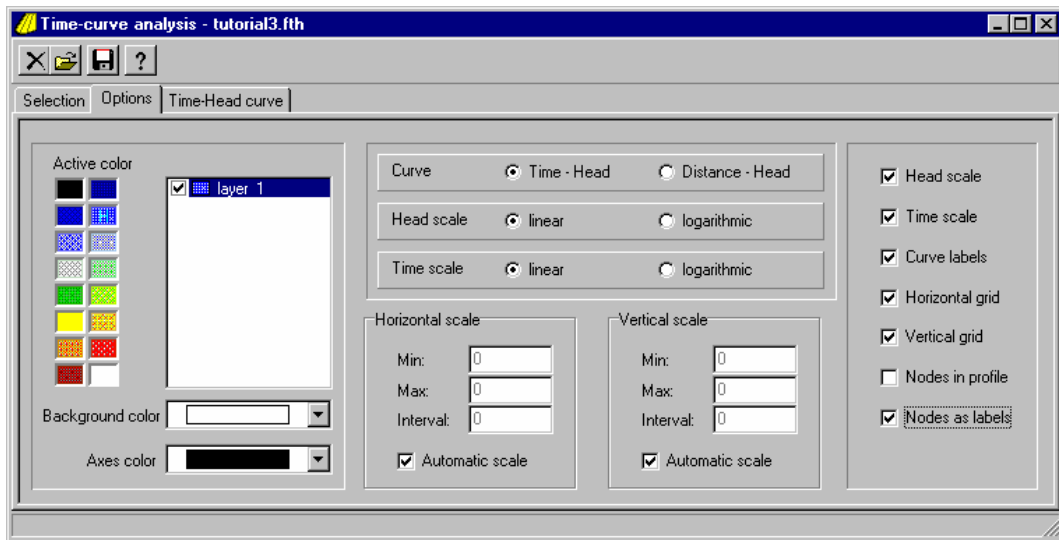 Time-curve analysis - tutorial3.fth
?
Selection Options Time-Head curve
Active color
layer 1
Background color
Axes color
Curve Time - Head Distance - Head
Head scale linear logarithmic
Time scale linear logarithmic
Horizontal scale
Min: 0
Max: 0
Interval: 0
Automatic scale
Vertical scale
Min: 0
Max: 0
Interval: 0
Automatic scale
Head scale
Time scale
Curve labels
Horizontal grid
Vertical grid
Nodes in profile
Nodes as labels